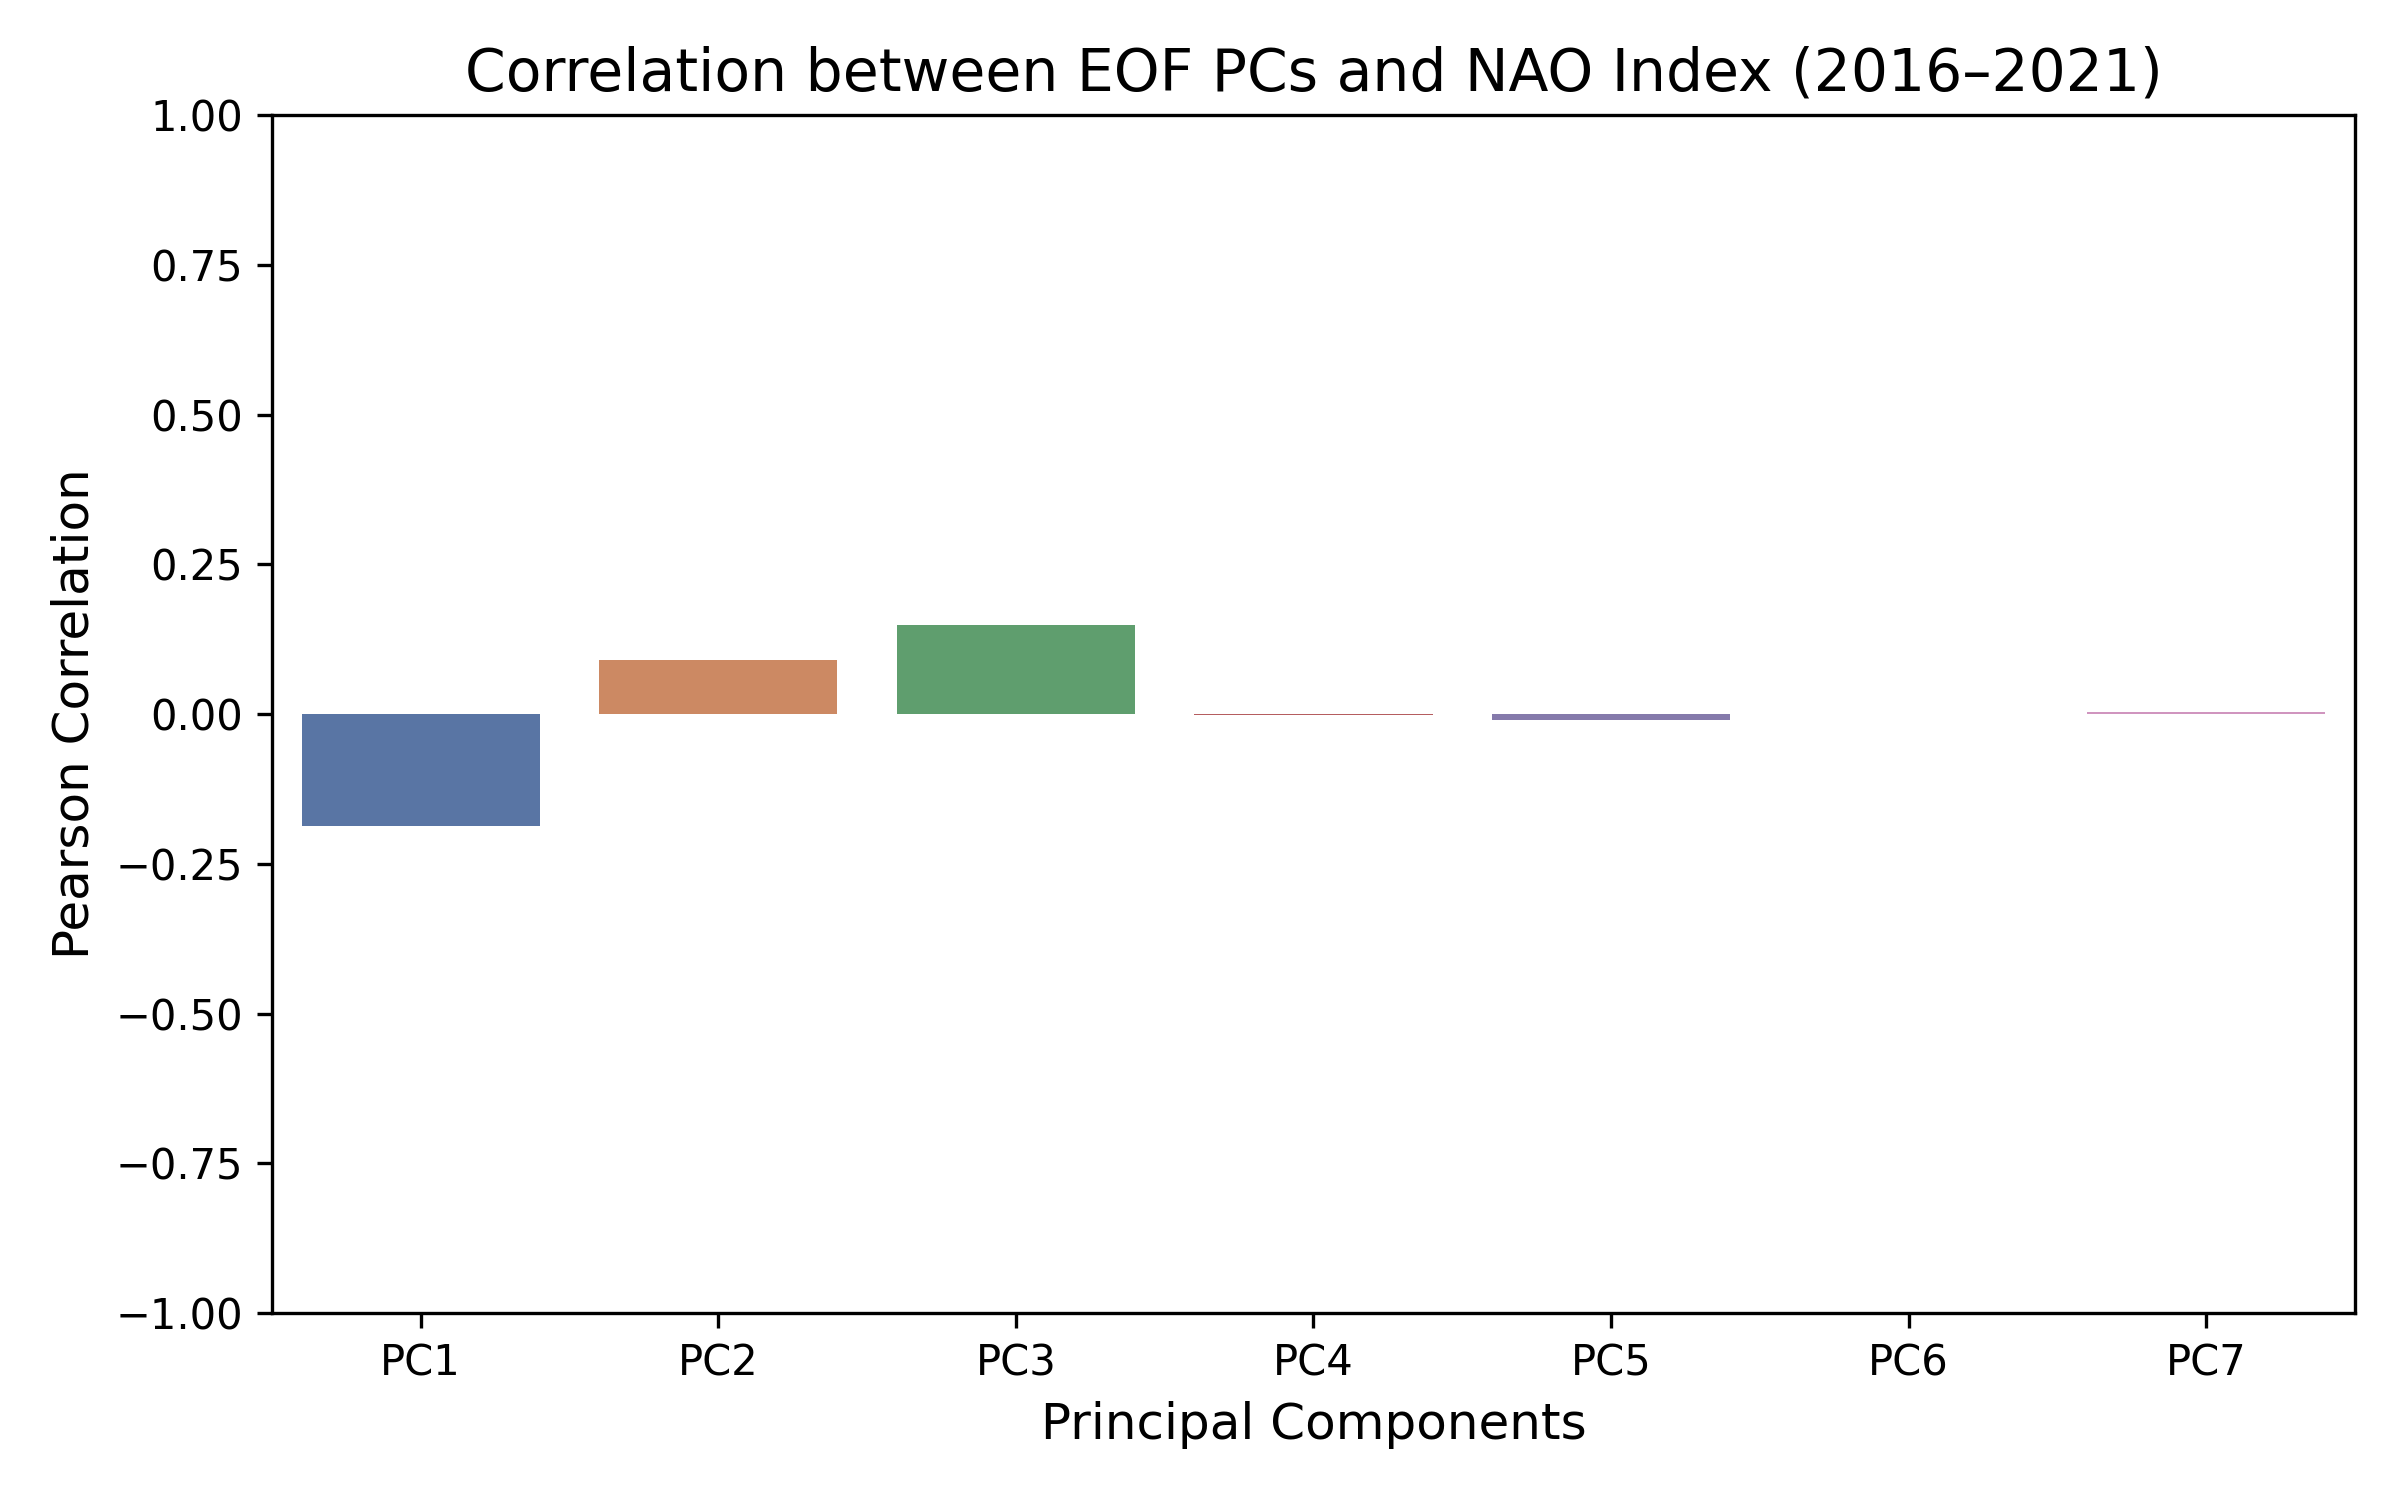 Correlation between EOF PCs and NAO Index (2016–2021)
1.00
0.75
0.50
0.25
0.00
−0.25
−0.50
−0.75
−1.00
Pearson Correlation
PC1 PC2 PC3 PC4 PC5 PC6 PC7
Principal Components